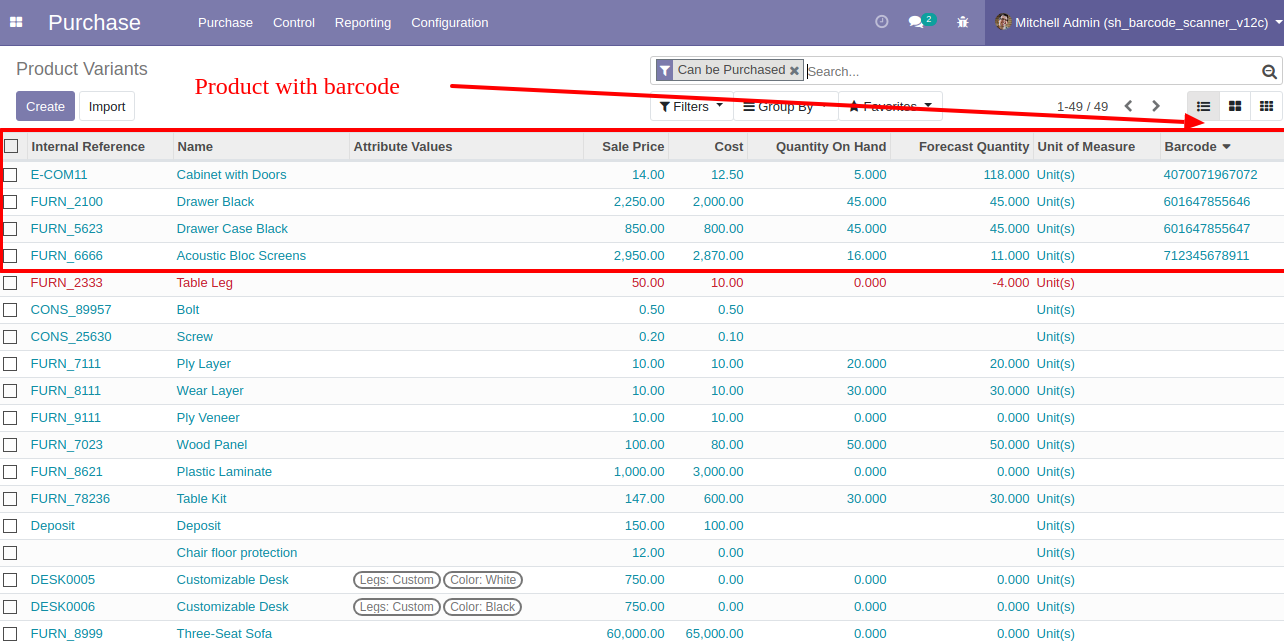 Purchase Purchase Control Reporting Configuration 2 Mitchell Admin (sh_barcode_scanner_v12c)
Product Variants Can be Purchased Search...
Product with barcode
Create Import Filters Group By Favorites 1-49 / 49
Internal Reference Name Attribute Values Sale Price Cost Quantity On Hand Forecast Quantity Unit of Measure Barcode
E-COM11 Cabinet with Doors 14.00 12.50 5.000 118.000 Unit(s) 4070071967072
FURN_2100 Drawer Black 2,250.00 2,000.00 45.000 45.000 Unit(s) 601647855646
FURN_5623 Drawer Case Black 850.00 800.00 45.000 45.000 Unit(s) 601647855647
FURN_6666 Acoustic Bloc Screens 2,950.00 2,870.00 16.000 11.000 Unit(s) 712345678911
FURN_2333 Table Leg 50.00 10.00 0.000 -4.000 Unit(s)
CONS_89957 Bolt 0.50 0.50 Unit(s)
CONS_25630 Screw 0.20 0.10 Unit(s)
FURN_7111 Ply Layer 10.00 10.00 20.000 20.000 Unit(s)
FURN_8111 Wear Layer 10.00 10.00 30.000 30.000 Unit(s)
FURN_9111 Ply Veneer 10.00 10.00 0.000 0.000 Unit(s)
FURN_7023 Wood Panel 100.00 80.00 50.000 50.000 Unit(s)
FURN_8621 Plastic Laminate 1,000.00 3,000.00 0.000 0.000 Unit(s)
FURN_78236 Table Kit 147.00 600.00 30.000 30.000 Unit(s)
Deposit Deposit 150.00 100.00 Unit(s)
Chair floor protection 12.00 0.00 Unit(s)
DESK0005 Customizable Desk Legs: Custom Color: White 750.00 0.00 0.000 0.000 Unit(s)
DESK0006 Customizable Desk Legs: Custom Color: Black 750.00 0.00 0.000 0.000 Unit(s)
FURN_8999 Three-Seat Sofa 60,000.00 65,000.00 0.000 0.000 Unit(s)